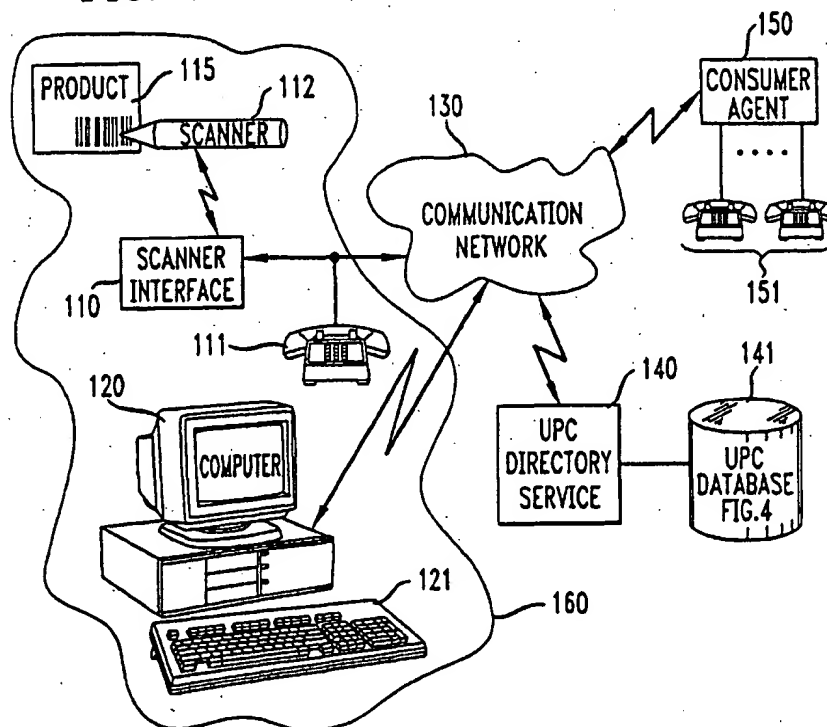 115
PRODUCT
112
SCANNER
SCANNER
INTERFACE
110
111
120
COMPUTER
121
160
130
COMMUNICATION
NETWORK
150
CONSUMER
AGENT
151
140
UPC
DIRECTORY
SERVICE
141
UPC
DATABASE
FIG.4